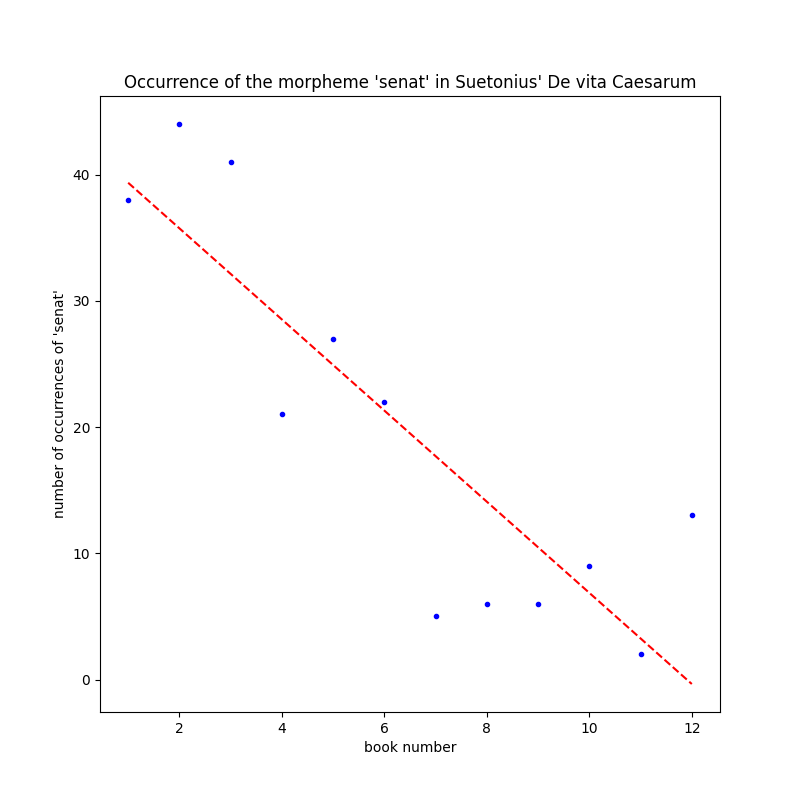 Occurrence of the morpheme 'senat' in Suetonius' De vita Caesarum
number of occurrences of 'senat'
40
30
20
10
0
2 4 6 8 10 12
book number